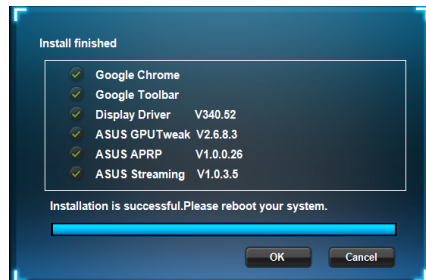 Install finished
Google Chrome
Google Toolbar
Display Driver V340.52
ASUS GPUTweak V2.6.8.3
ASUS APRP V1.0.0.26
ASUS Streaming V1.0.3.5
Installation is successful.Please reboot your system.
OK Cancel